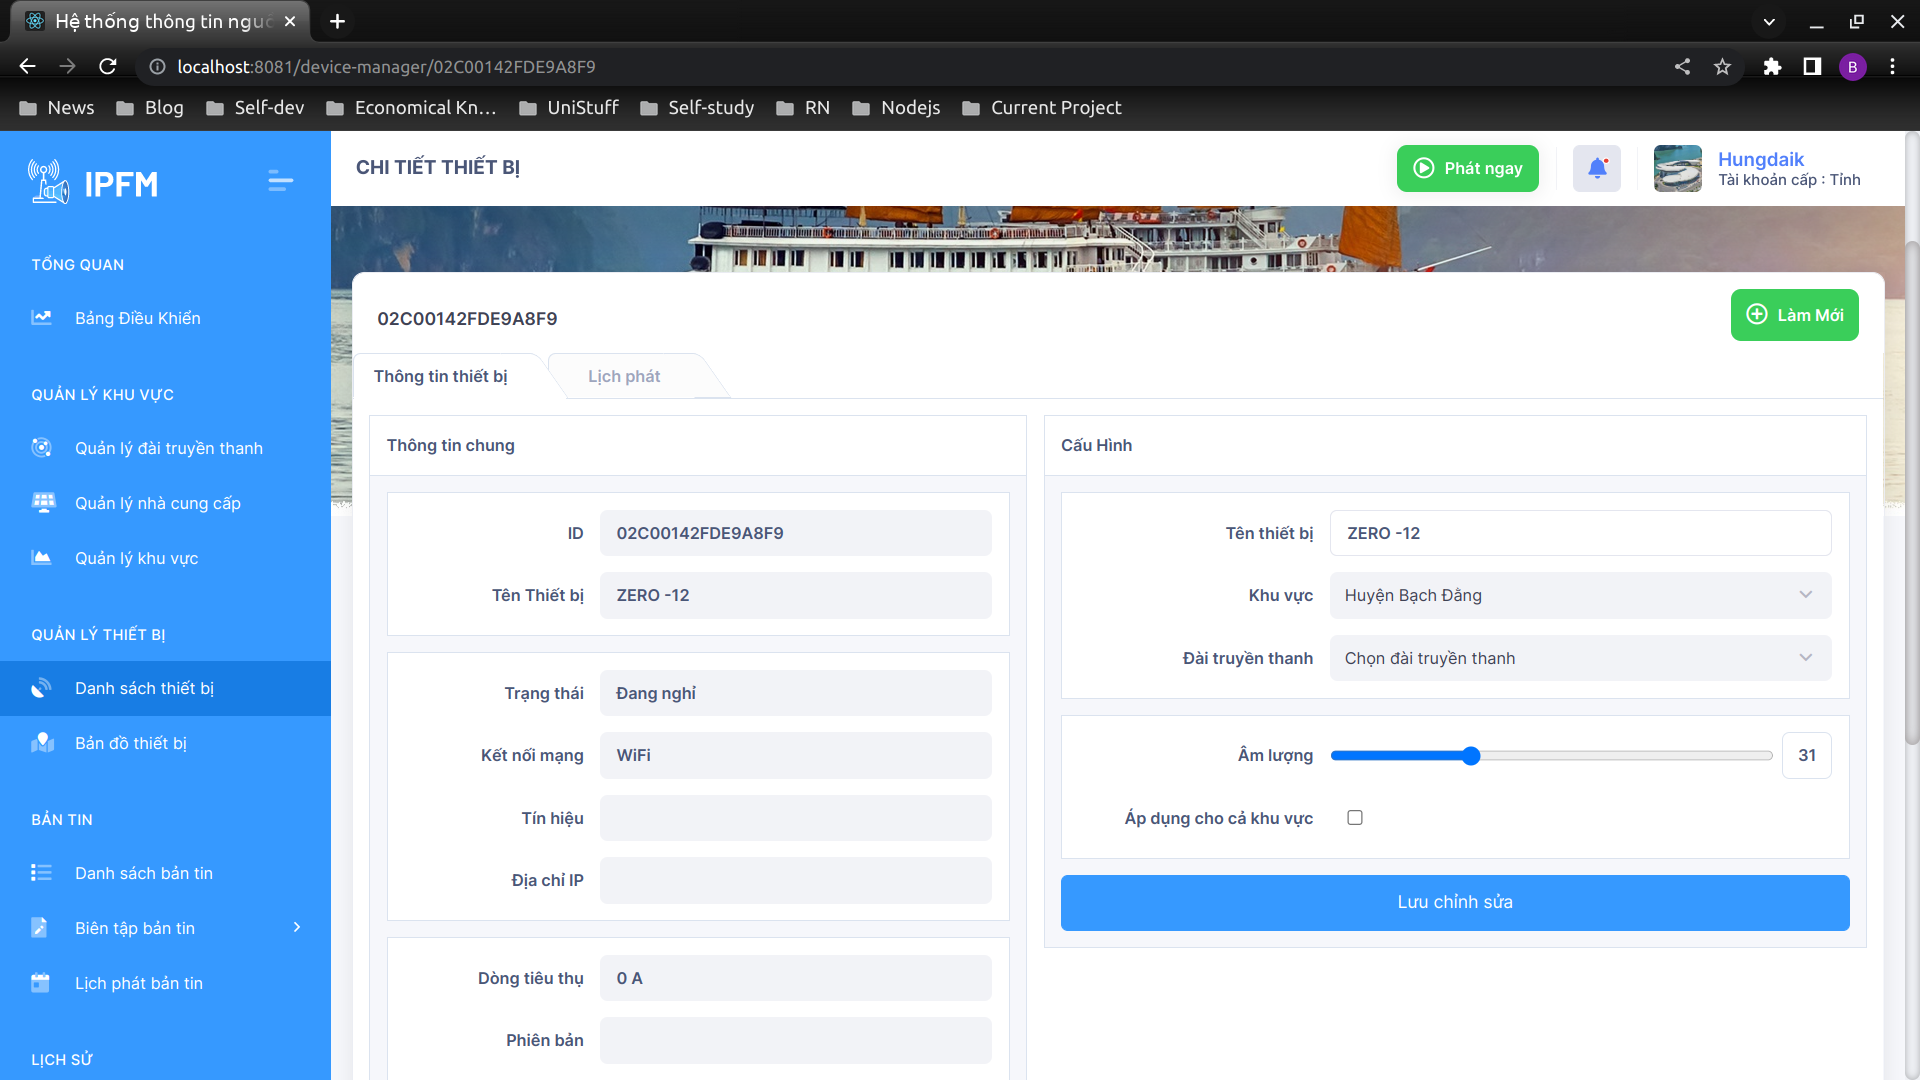 Hệ thống thông tin nguồ
localhost:8081/device-manager/02C00142FDE9A8F9
B
News
Blog
Self-dev
Economical Kn...
UniStuff
Self-study
RN
Nodejs
Current Project
IPFM
TỔNG QUAN
Bảng Điều Khiển
QUẢN LÝ KHU VỰC
Quản lý đài truyền thanh
Quản lý nhà cung cấp
Quản lý khu vực
QUẢN LÝ THIẾT BỊ
Danh sách thiết bị
Bản đồ thiết bị
BẢN TIN
Danh sách bản tin
Biên tập bản tin
Lịch phát bản tin
LỊCH SỬ
CHI TIẾT THIẾT BỊ
Phát ngay
Hungdaik
Tài khoản cấp : Tỉnh
02C00142FDE9A8F9
Làm Mới
Thông tin thiết bị
Lịch phát
Thông tin chung
ID
02C00142FDE9A8F9
Tên Thiết bị
ZERO -12
Trạng thái
Đang nghỉ
Kết nối mạng
WiFi
Tín hiệu
Địa chỉ IP
Dòng tiêu thụ
0 A
Phiên bản
Cấu Hình
Tên thiết bị
ZERO -12
Khu vực
Huyện Bạch Đằng
Đài truyền thanh
Chọn đài truyền thanh
Âm lượng
31
Áp dụng cho cả khu vực
Lưu chỉnh sửa